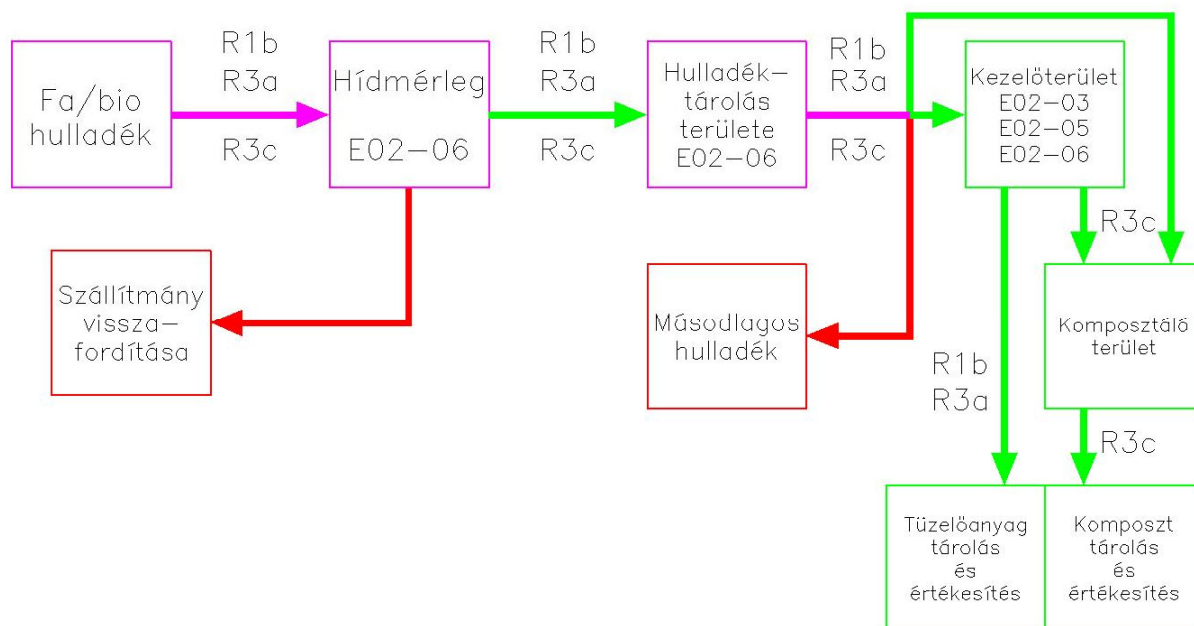 Fa/bio
hulladék
R1b
R3a
R3c
Hídmérleg
E02-06
R1b
R3a
R3c
Hulladék-
tárolás
területe
E02-06
R1b
R3a
R3c
Kezelőterület
E02-03
E02-05
E02-06
R3c
Szállítmány
vissza-
fordítása
Másodlagos
hulladék
Komposztáló
terület
R1b
R3a
R3c
Tüzelőanyag
tárolás
és
értékesítés
Komposzt
tárolás
és
értékesítés